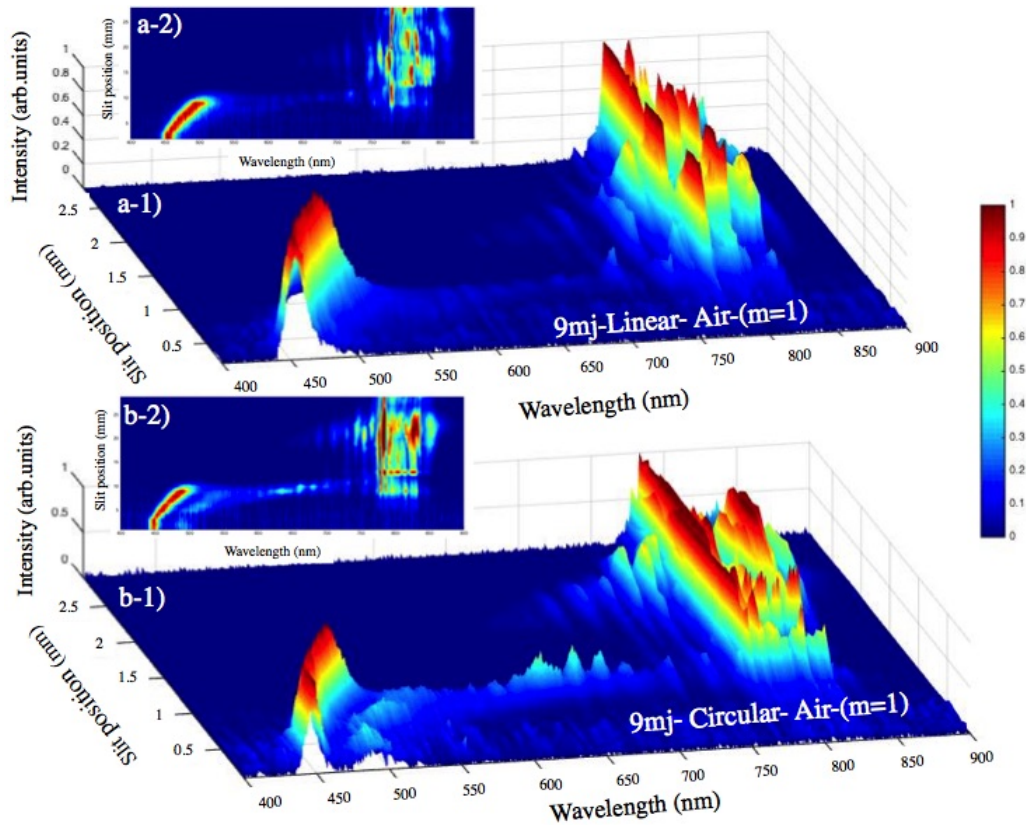 a-2)
Slit position (mm)
Wavelength (nm)
Intensity (arb.units)
1
0.8
0.6
0.4
0.2
0
a-1)
2.5
2
1.5
1
0.5
Slit position (mm)
9mj-Linear- Air-(m=1)
400 450 500 550 600 650 700 750 800 850 900
Wavelength (nm)
1
0.9
0.8
0.7
0.6
0.5
0.4
0.3
0.2
0.1
0
b-2)
Slit position (mm)
Wavelength (nm)
Intensity (arb.units)
1
0.5
0
b-1)
2.5
2
1.5
1
0.5
Slit position (mm)
9mj- Circular- Air-(m=1)
400 450 500 550 600 650 700 750 800 850 900
Wavelength (nm)